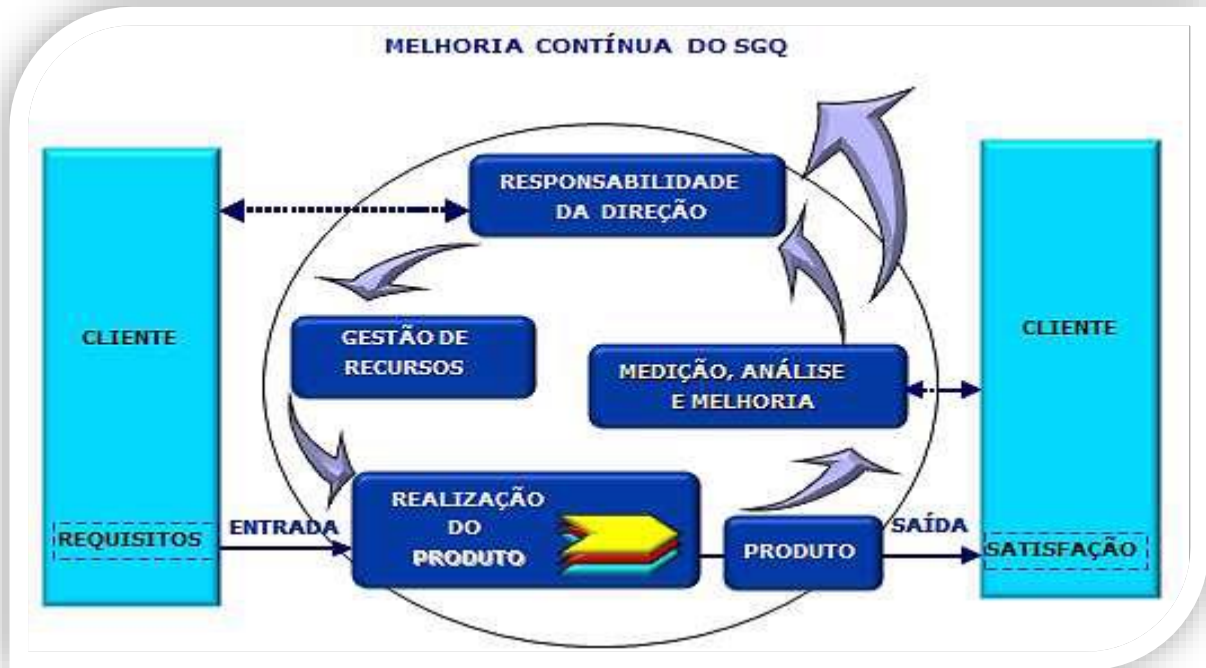 MELHORIA CONTÍNUA DO SGQ
RESPONSABILIDADE
DA DIREÇÃO
CLIENTE
GESTÃO DE
RECURSOS
MEDIÇÃO, ANÁLISE
E MELHORIA
CLIENTE
REQUISITOS
ENTRADA
REALIZAÇÃO
DO
PRODUTO
PRODUTO
SAÍDA
SATISFAÇÃO